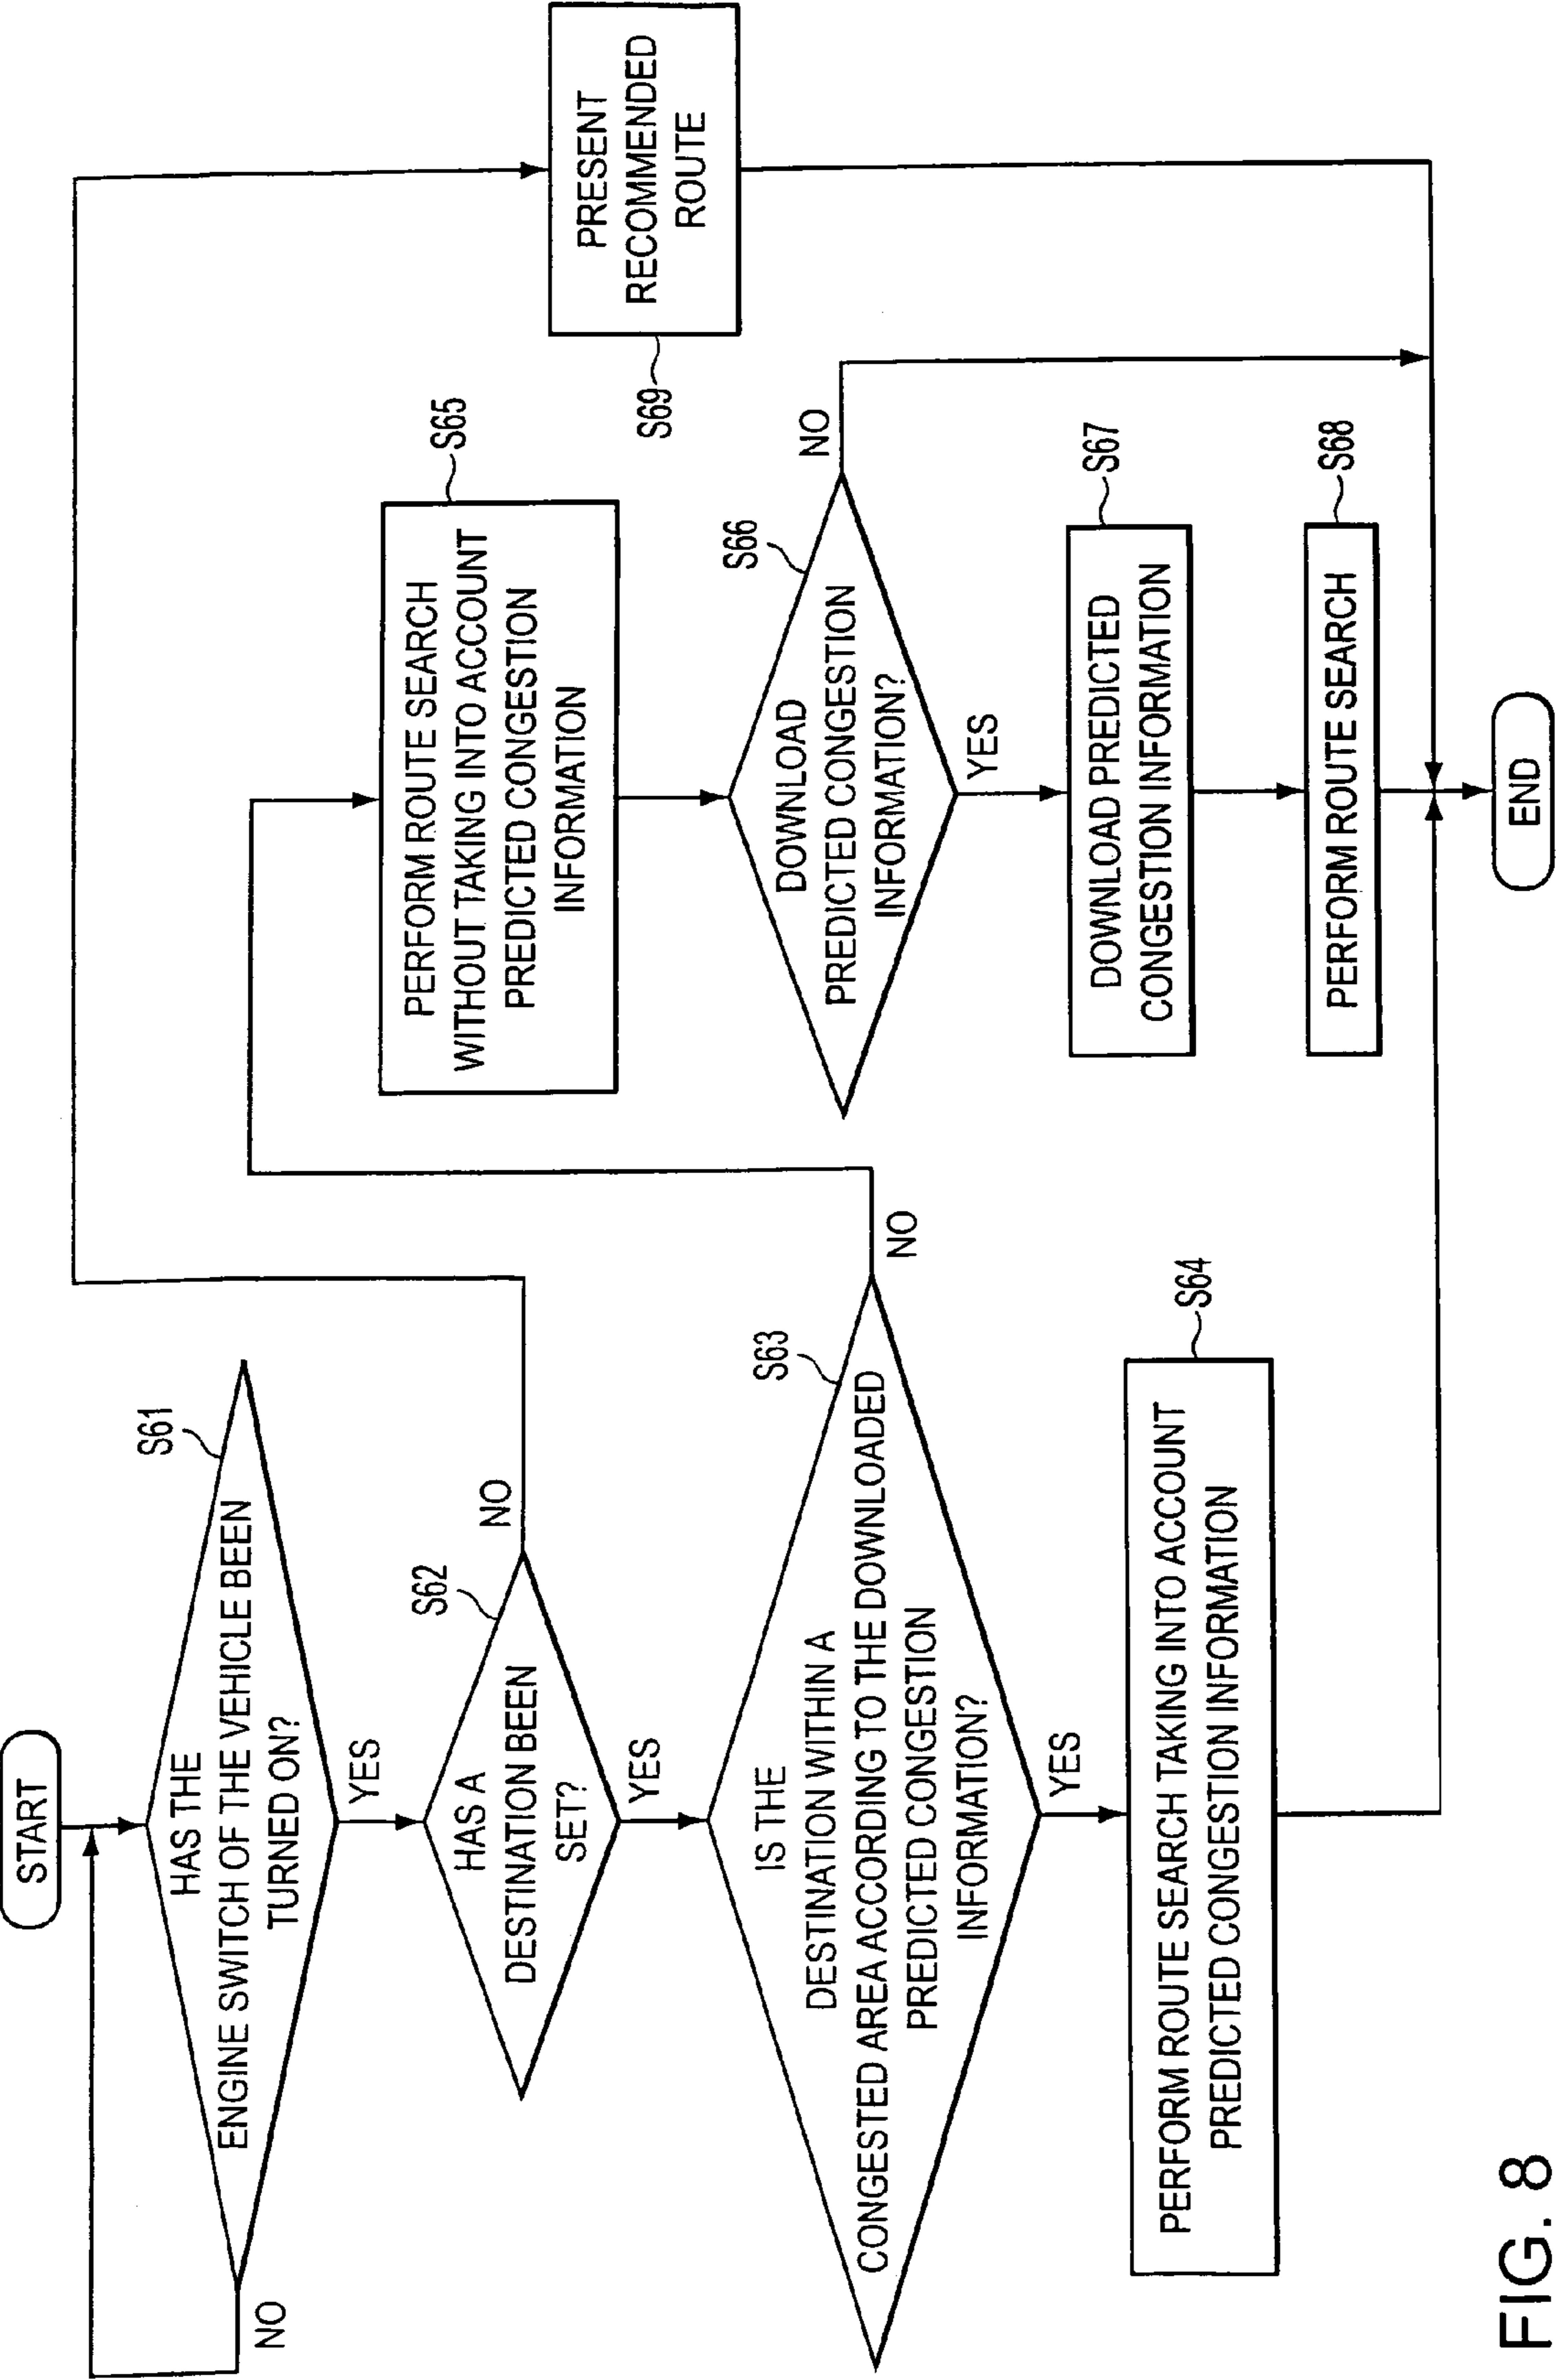 START
S61
HAS THE
ENGINE SWITCH OF THE VEHICLE BEEN
TURNED ON?
NO
YES
S62
HAS A
DESTINATION BEEN
SET?
NO
YES
S63
IS THE
DESTINATION WITHIN A
CONGESTED AREA ACCORDING TO THE DOWNLOADED
PREDICTED CONGESTION
INFORMATION?
NO
YES
S64
PERFORM ROUTE SEARCH TAKING INTO ACCOUNT
PREDICTED CONGESTION INFORMATION
S65
PERFORM ROUTE SEARCH
WITHOUT TAKING INTO ACCOUNT
PREDICTED CONGESTION
INFORMATION
S66
DOWNLOAD
PREDICTED CONGESTION
INFORMATION?
NO
YES
S67
DOWNLOAD PREDICTED
CONGESTION INFORMATION
S68
PERFORM ROUTE SEARCH
S69
PRESENT
RECOMMENDED
ROUTE
END
FIG. 8